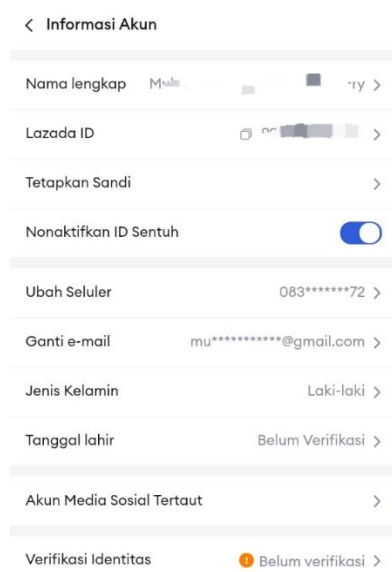 Informasi Akun
Nama lengkap
Lazada ID
Tetapkan Sandi
Nonaktifkan ID Sentuh
Ubah Seluler 083*******72
Ganti e-mail mu***********@gmail.com
Jenis Kelamin Laki-laki
Tanggal lahir Belum Verifikasi
Akun Media Sosial Tertaut
Verifikasi Identitas Belum verifikasi